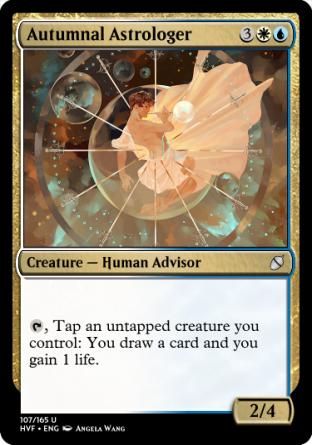 Autumnal Astrologer 3
Creature — Human Advisor
, Tap an untapped creature you
control: You draw a card and you
gain 1 life.
2/4
107/165 U
HVF • ENG Angela Wang